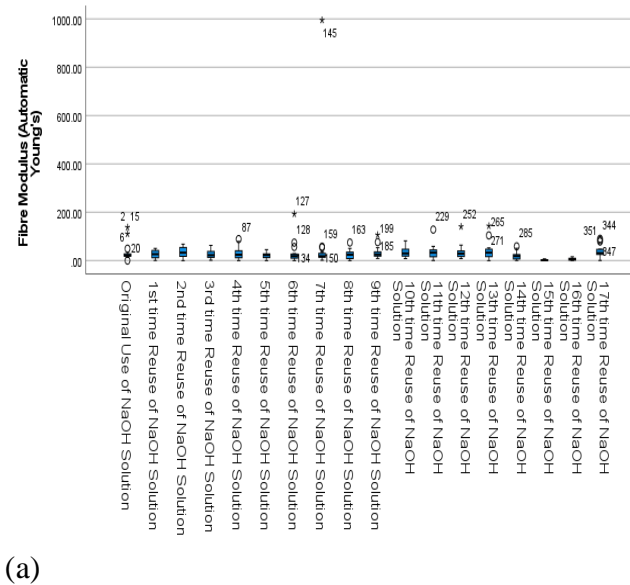 Fibre Modulus (Automatic
Young's)
1000.00
800.00
600.00
400.00
200.00
.00
2 15
6
20
87
127
128
134
145
159
150
163
199
185
229
252
265
271
285
351
344
347
Original Use of NaOH Solution
1st time Reuse of NaOH Solution
2nd time Reuse of NaOH Solution
3rd time Reuse of NaOH Solution
4th time Reuse of NaOH Solution
5th time Reuse of NaOH Solution
6th time Reuse of NaOH Solution
7th time Reuse of NaOH Solution
8th time Reuse of NaOH Solution
9th time Reuse of NaOH Solution
10th time Reuse of NaOH
Solution
11th time Reuse of NaOH
Solution
12th time Reuse of NaOH
Solution
13th time Reuse of NaOH
Solution
14th time Reuse of NaOH
Solution
15th time Reuse of NaOH
Solution
16th time Reuse of NaOH
Solution
17th time Reuse of NaOH
Solution
(a)